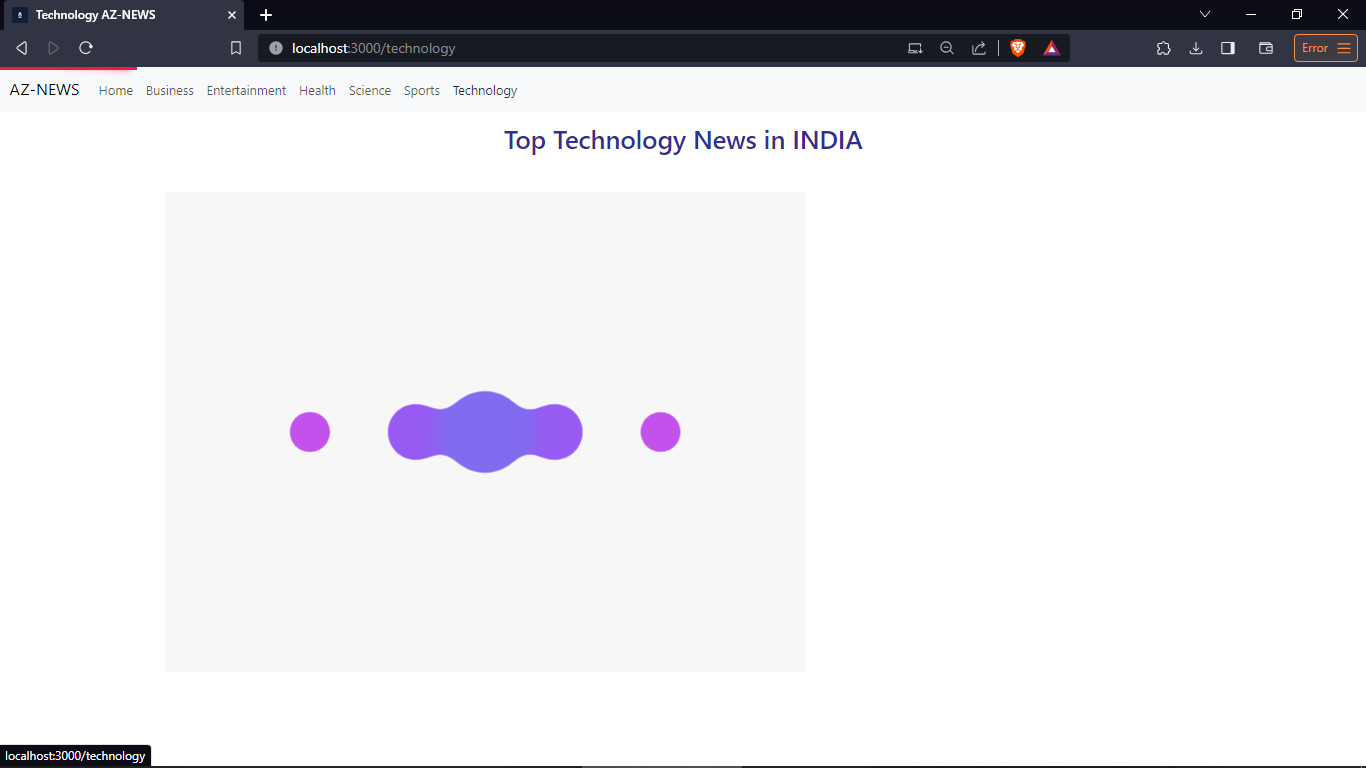 Technology AZ-NEWS
localhost:3000/technology
Error
AZ-NEWS Home Business Entertainment Health Science Sports Technology
Top Technology News in INDIA
localhost:3000/technology